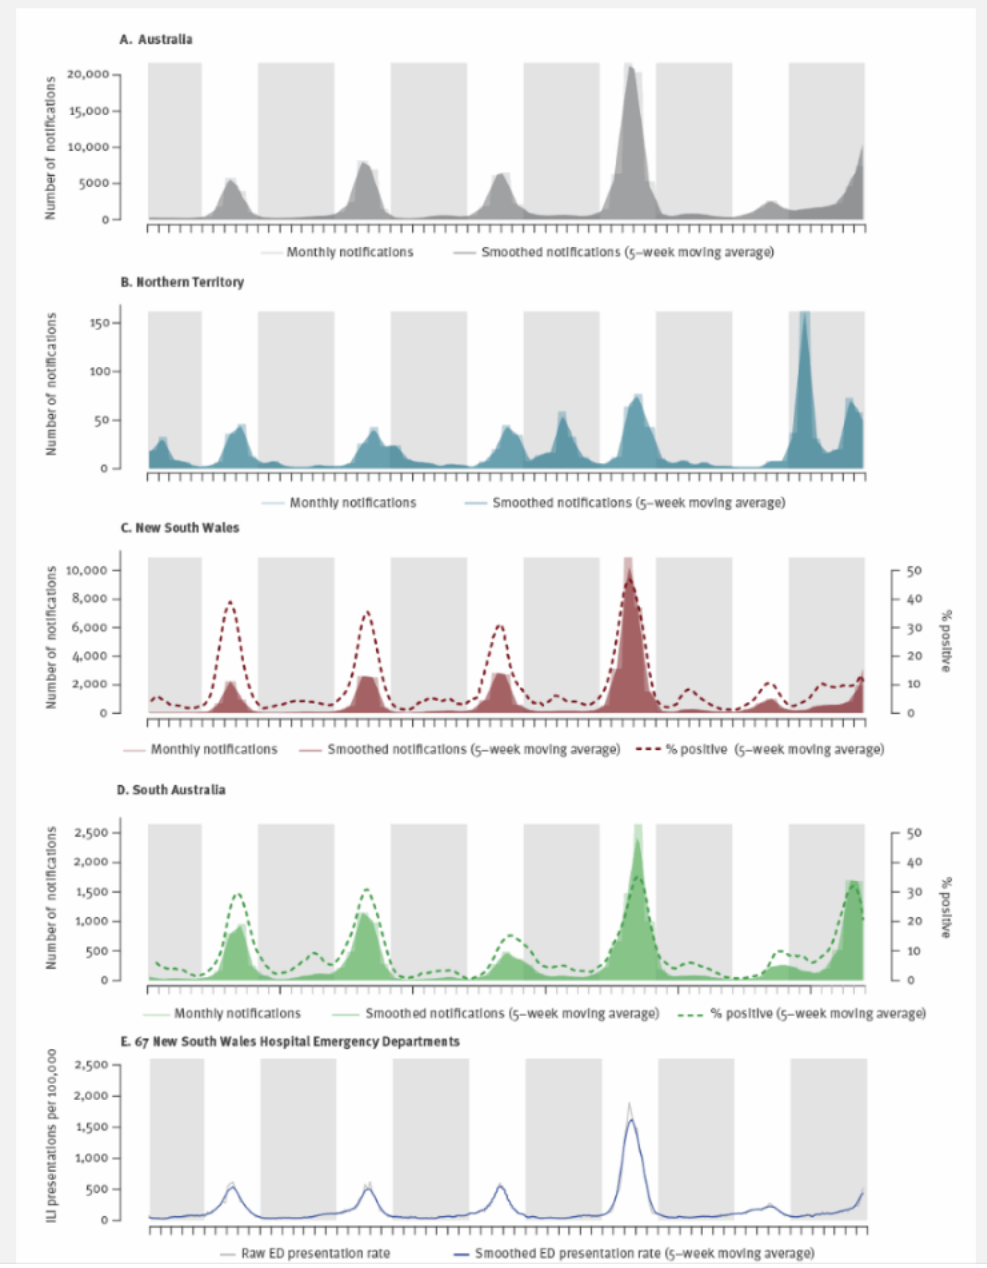 A. Australia
Number of notifications
20,000
15,000
10,000
5000
0
Monthly notifications
Smoothed notifications (5–week moving average)
B. Northern Territory
Number of notifications
150
100
50
0
Monthly notifications
Smoothed notifications (5–week moving average)
C. New South Wales
Number of notifications
10,000
8,000
6,000
4,000
2,000
0
50
40
30
20
10
0
% positive
Monthly notifications
Smoothed notifications (5–week moving average)
% positive (5–week moving average)
D. South Australia
Number of notifications
2,500
2,000
1,500
1,000
500
0
50
40
30
20
10
0
% positive
Monthly notifications
Smoothed notifications (5–week moving average)
% positive (5–week moving average)
E. 67 New South Wales Hospital Emergency Departments
ILI presentations per 100,000
2,500
2,000
1,500
1,000
500
0
Raw ED presentation rate
Smoothed ED presentation rate (5–week moving average)